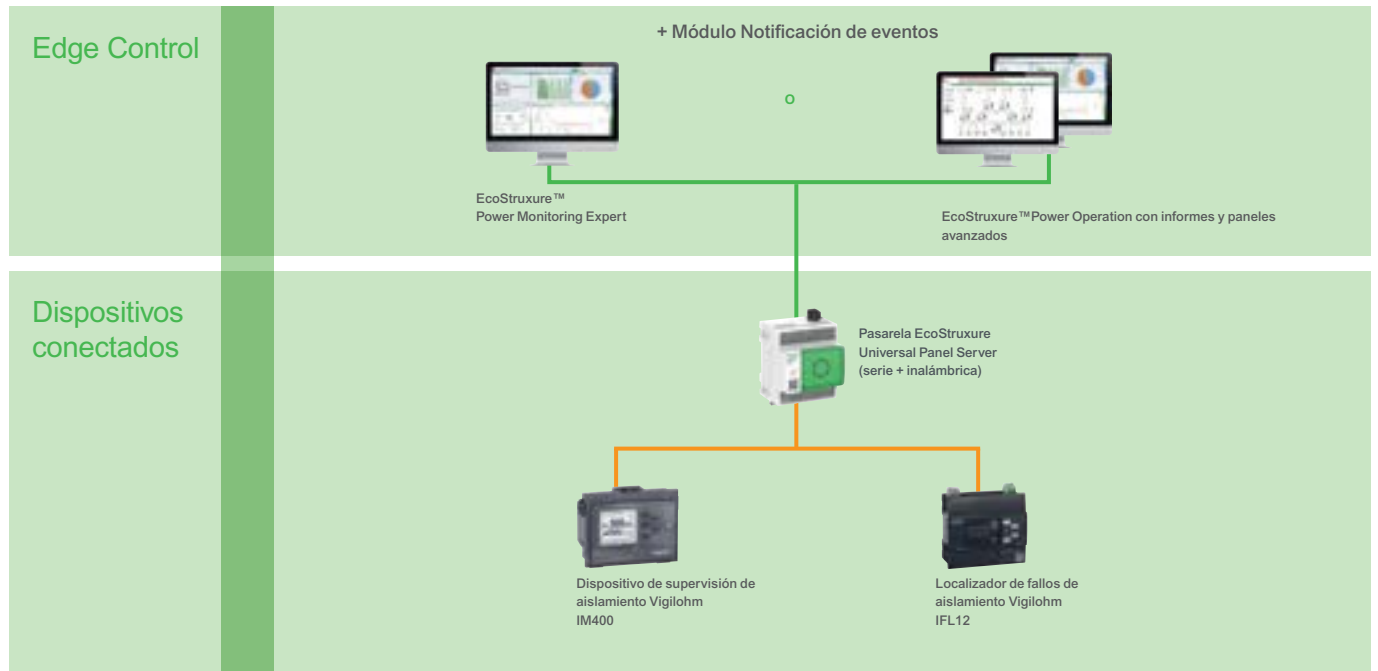 Edge Control
+ Módulo Notificación de eventos
o
EcoStruxure™
Power Monitoring Expert
EcoStruxure™Power Operation con informes y paneles
avanzados
Dispositivos
conectados
Pasarela EcoStruxure
Universal Panel Server
(serie + inalámbrica)
Dispositivo de supervisión de
aislamiento Vigilohm
IM400
Localizador de fallos de
aislamiento Vigilohm
IFL12